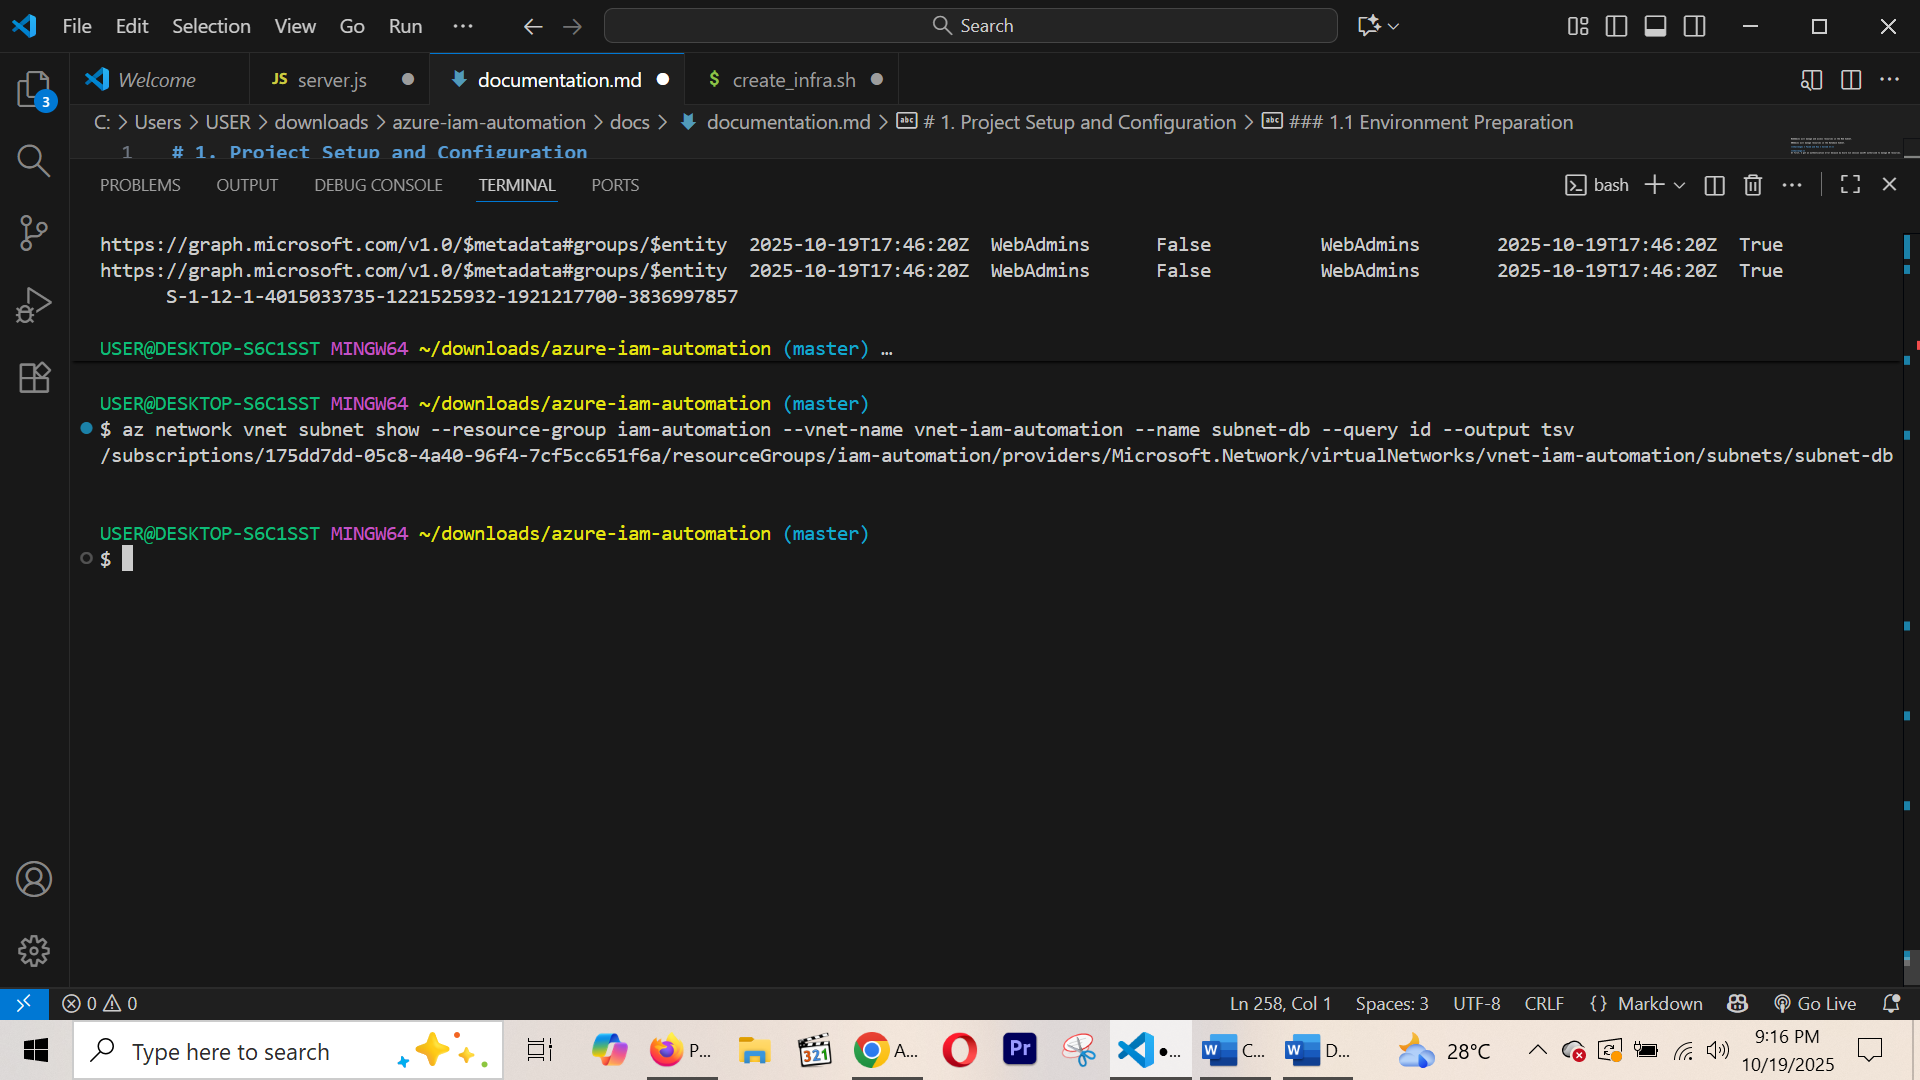 File Edit Selection View Go Run ··· Search
Welcome JS server.js documentation.md $ create_infra.sh
C: > Users > USER > downloads > azure-iam-automation > docs > documentation.md > # 1. Project Setup and Configuration > ### 1.1 Environment Preparation
1 # 1. Project Setup and Configuration
3
PROBLEMS OUTPUT DEBUG CONSOLE TERMINAL PORTS bash
https://graph.microsoft.com/v1.0/$metadata#groups/$entity 2025-10-19T17:46:20Z WebAdmins False WebAdmins 2025-10-19T17:46:20Z True
https://graph.microsoft.com/v1.0/$metadata#groups/$entity 2025-10-19T17:46:20Z WebAdmins False WebAdmins 2025-10-19T17:46:20Z True
S-1-12-1-4015033735-1221525932-1921217700-3836997857
USER@DESKTOP-S6C1SST MINGW64 ~/downloads/azure-iam-automation (master) …
USER@DESKTOP-S6C1SST MINGW64 ~/downloads/azure-iam-automation (master)
$ az network vnet subnet show --resource-group iam-automation --vnet-name vnet-iam-automation --name subnet-db --query id --output tsv
/subscriptions/175dd7dd-05c8-4a40-96f4-7cf5cc651f6a/resourceGroups/iam-automation/providers/Microsoft.Network/virtualNetworks/vnet-iam-automation/subnets/subnet-db
USER@DESKTOP-S6C1SST MINGW64 ~/downloads/azure-iam-automation (master)
$
0 0 Ln 258, Col 1 Spaces: 3 UTF-8 CRLF {} Markdown Go Live
Type here to search 321 P... A... Pr ... W C... W D... 28°C 9:16 PM
10/19/2025